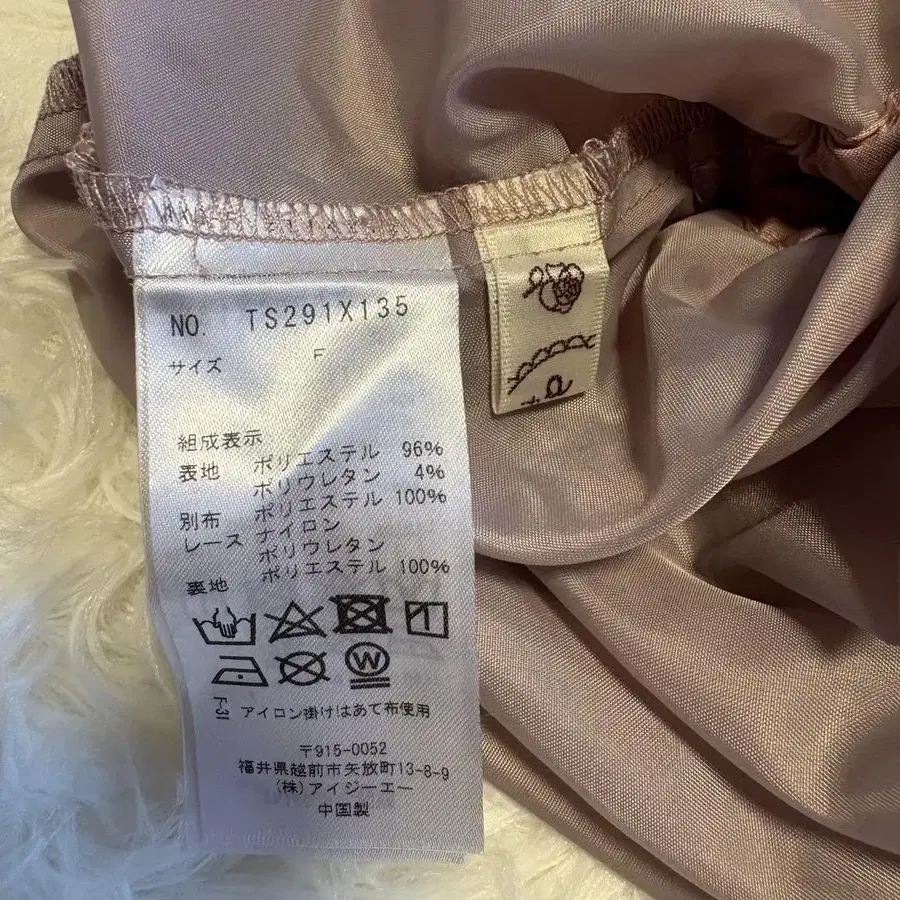 NO. TS291X135
サイズ F
組成表示
表地 ポリエステル 96%
ポリウレタン 4%
別布 ポリエステル 100%
レース ナイロン
ポリウレタン
裏地 ポリエステル 100%
W
アイロン掛けはあて布使用
〒915-0052
福井県越前市矢放町13-8-9
(株)アイジーエー
中国製